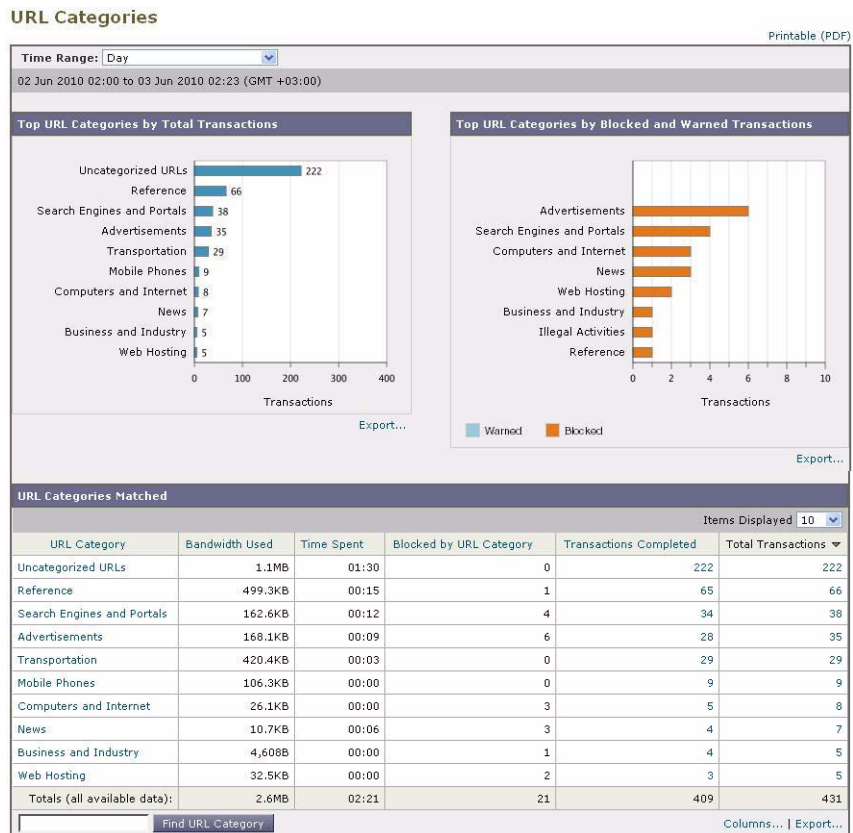 URL Categories
Printable (PDF)
Time Range: Day
02 Jun 2010 02:00 to 03 Jun 2010 02:23 (GMT +03:00)
Top URL Categories by Total Transactions
Uncategorized URLs 222
Reference 66
Search Engines and Portals 38
Advertisements 35
Transportation 29
Mobile Phones 9
Computers and Internet 8
News 7
Business and Industry 5
Web Hosting 5
0 100 200 300 400
Transactions
Export...
Top URL Categories by Blocked and Warned Transactions
Advertisements
Search Engines and Portals
Computers and Internet
News
Web Hosting
Business and Industry
Illegal Activities
Reference
0 2 4 6 8 10
Transactions
Warned Blocked
Export...
URL Categories Matched
Items Displayed 10
URL Category Bandwidth Used Time Spent Blocked by URL Category Transactions Completed Total Transactions
Uncategorized URLs 1.1MB 01:30 0 222 222
Reference 499.3KB 00:15 1 65 66
Search Engines and Portals 162.6KB 00:12 4 34 38
Advertisements 168.1KB 00:09 6 28 35
Transportation 420.4KB 00:03 0 29 29
Mobile Phones 106.3KB 00:00 0 9 9
Computers and Internet 26.1KB 00:00 3 5 8
News 10.7KB 00:06 3 4 7
Business and Industry 4,608B 00:00 1 4 5
Web Hosting 32.5KB 00:00 2 3 5
Totals (all available data): 2.6MB 02:21 21 409 431
Find URL Category
Columns... | Export...